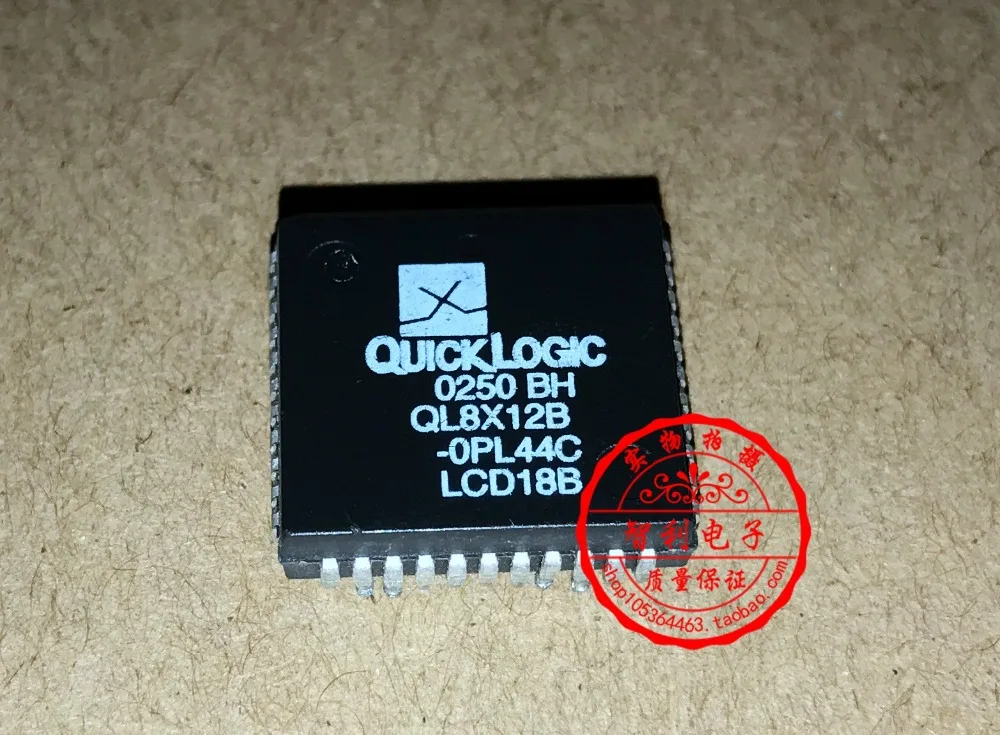 QUICKLOGIC
0250 BH
QL8X12B
-0PL44C
LCD18B
实物拍摄
智利电子
质量保证
shop105364463.taobao.com